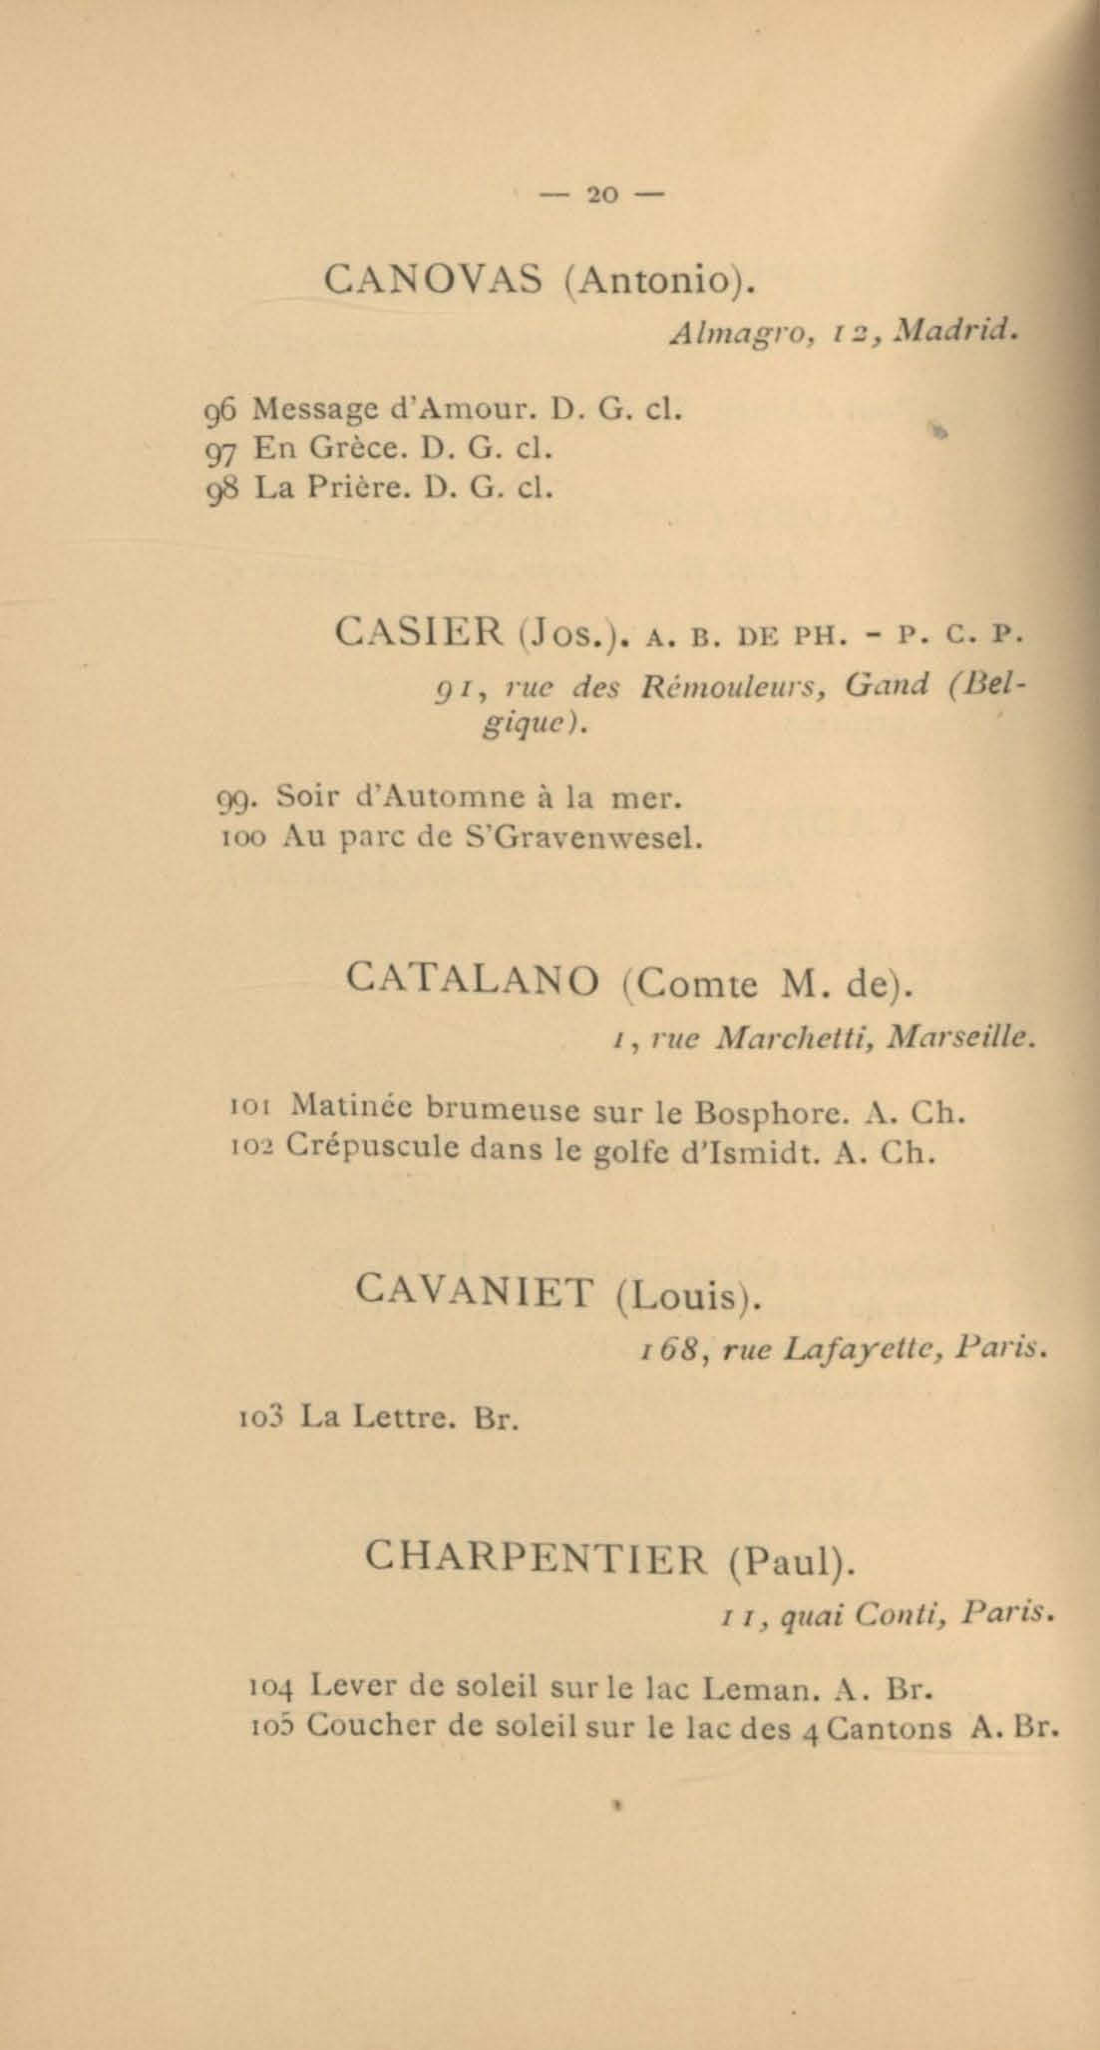 — 20 —
CANOVAS (Antonio).
Almagro, 12, Madrid.
96 Message d'Amour. D. G. cl.
97 En Grèce. D. G. cl.
98 La Prière. D. G. cl.
CASIER (Jos.). A. B. DE PH. - P. C. P.
91, rue des Rémouleurs, Gand (Bel-
gique).
99. Soir d'Automne à la mer.
100 Au parc de S'Gravenwesel.
CATALANO (Comte M. de).
1, rue Marchetti, Marseille.
101 Matinée brumeuse sur le Bosphore. A. Ch.
102 Crépuscule dans le golfe d'Ismidt. A. Ch.
CAVANIET (Louis).
168, rue Lafayette, Paris.
103 La Lettre. Br.
CHARPENTIER (Paul).
11, quai Conti, Paris.
104 Lever de soleil sur le lac Leman. A. Br.
105 Coucher de soleil sur le lac des 4 Cantons A. Br.